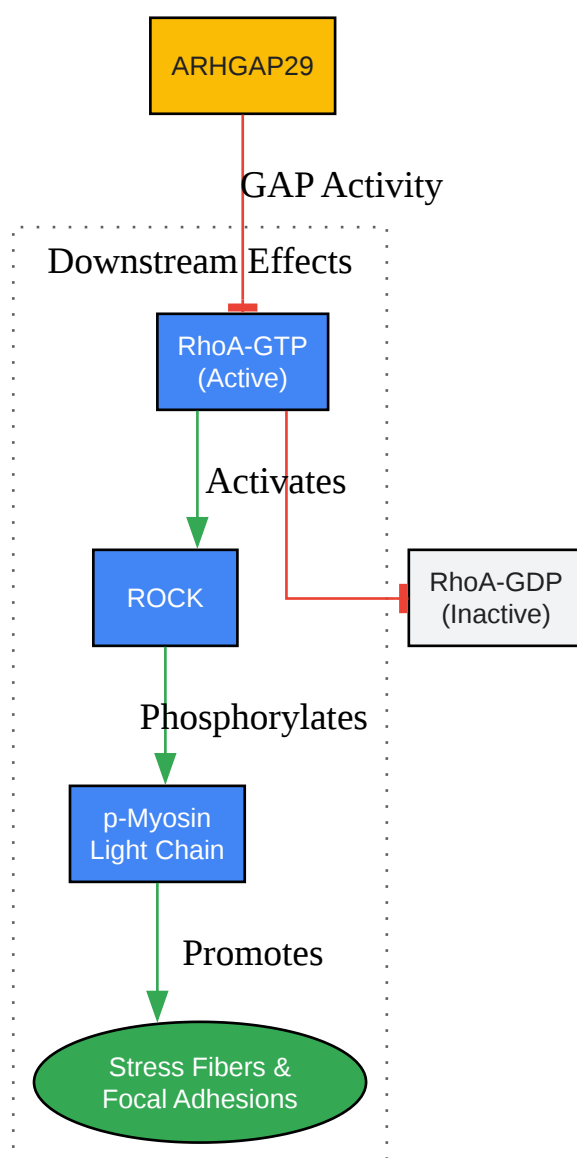 ARHGAP29
GAP Activity
Downstream Effects
RhoA-GTP
(Active)
Activates
ROCK
RhoA-GDP
(Inactive)
Phosphorylates
p-Myosin
Light Chain
Promotes
Stress Fibers &
Focal Adhesions